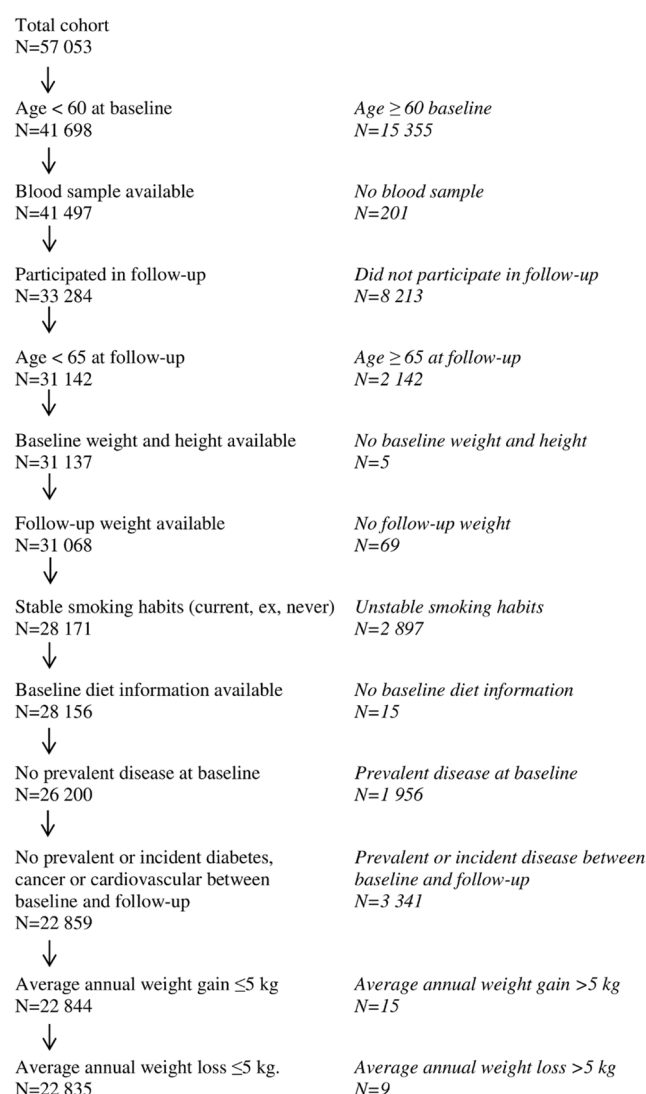 Total cohort
N=57 053
Age < 60 at baseline
Age ≥ 60 baseline
N=41 698
N=15 355
Blood sample available
No blood sample
N=41 497
N=201
Participated in follow-up
Did not participate in follow-up
N=33 284
N=8 213
Age < 65 at follow-up
Age ≥ 65 at follow-up
N=31 142
N=2 142
Baseline weight and height available
No baseline weight and height
N=31 137
N=5
Follow-up weight available
No follow-up weight
N=31 068
N=69
Stable smoking habits (current, ex, never)
Unstable smoking habits
N=28 171
N=2 897
Baseline diet information available
No baseline diet information
N=28 156
N=15
No prevalent disease at baseline
Prevalent disease at baseline
N=26 200
N=1 956
No prevalent or incident diabetes,
cancer or cardiovascular between
baseline and follow-up
N=22 859
Prevalent or incident disease between
baseline and follow-up
N=3 341
Average annual weight gain ≤5 kg
Average annual weight gain >5 kg
N=22 844
N=15
Average annual weight loss ≤5 kg.
Average annual weight loss >5 kg
N=22 835
N=9